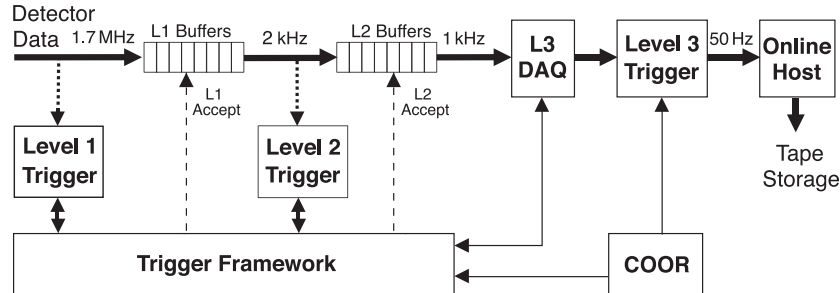 Detector
Data
1.7 MHz
L1 Buffers
2 kHz
L2 Buffers
1 kHz
L3
DAQ
Level 3
Trigger
50 Hz
Online
Host
L1
Accept
L2
Accept
Level 1
Trigger
Level 2
Trigger
Tape
Storage
Trigger Framework
COOR